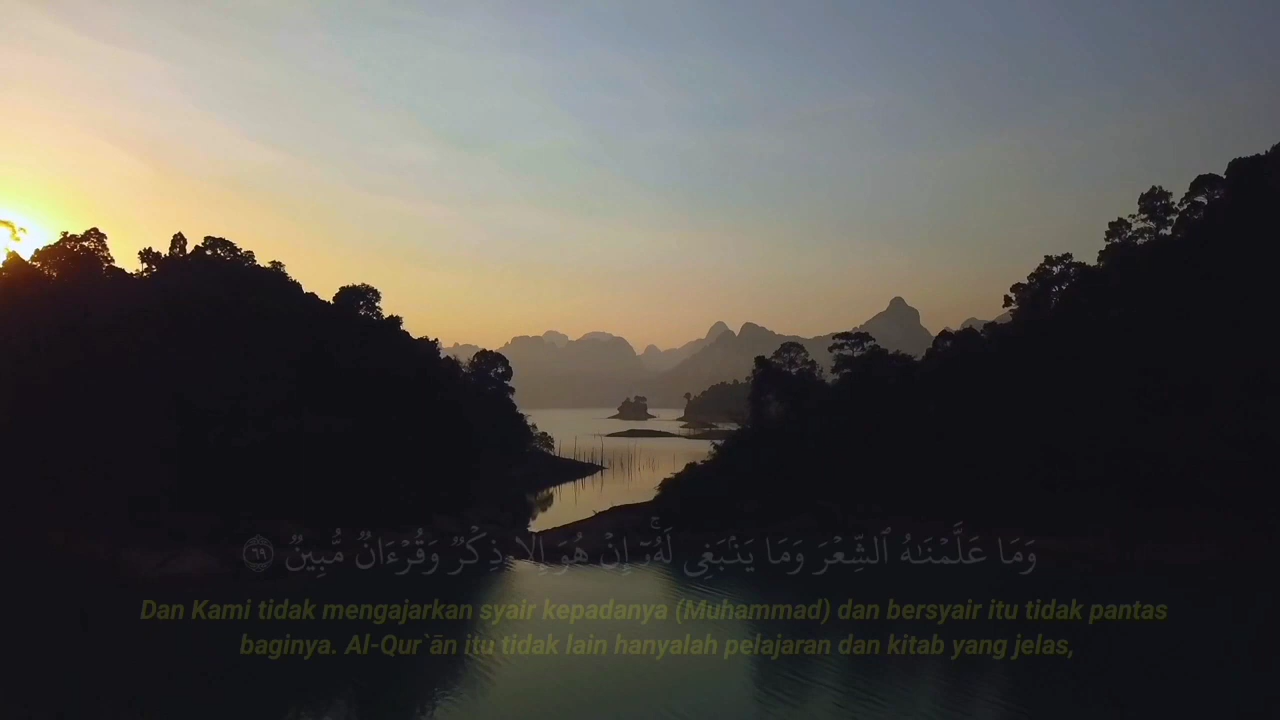 وَمَا عَلَّمْنَـٰهُ ٱلشِّعْرَ وَمَا يَنۢبَغِى لَهُۥٓ ۚ إِنْ هُوَ إِلَّا ذِكْرٌ وَقُرْءَانٌ مُّبِينٌ ٦٩
Dan Kami tidak mengajarkan syair kepadanya (Muhammad) dan bersyair itu tidak pantas
baginya. Al-Qur`ān itu tidak lain hanyalah pelajaran dan kitab yang jelas,